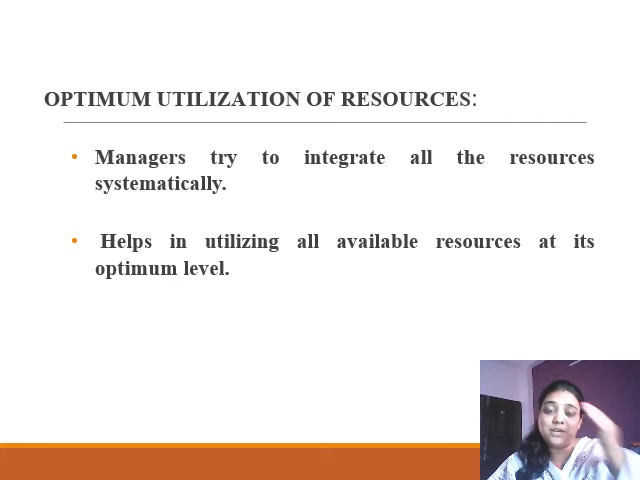 OPTIMUM UTILIZATION OF RESOURCES:
• Managers try to integrate all the resources
systematically.
• Helps in utilizing all available resources at its
optimum level.